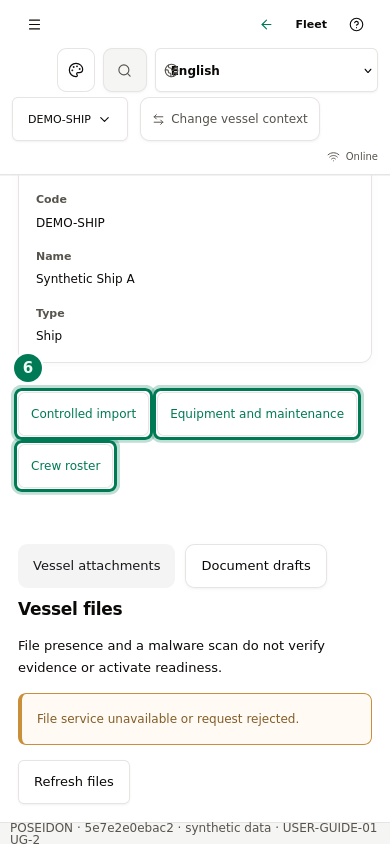 Fleet
English
DEMO-SHIP
Change vessel context
Online
Code
DEMO-SHIP
Name
Synthetic Ship A
Type
Ship
6
Controlled import
Equipment and maintenance
Crew roster
Vessel attachments
Document drafts
Vessel files
File presence and a malware scan do not verify
evidence or activate readiness.
File service unavailable or request rejected.
Refresh files
POSEIDON · 5e7e2e0ebac2 · synthetic data · USER-GUIDE-01
UG-2